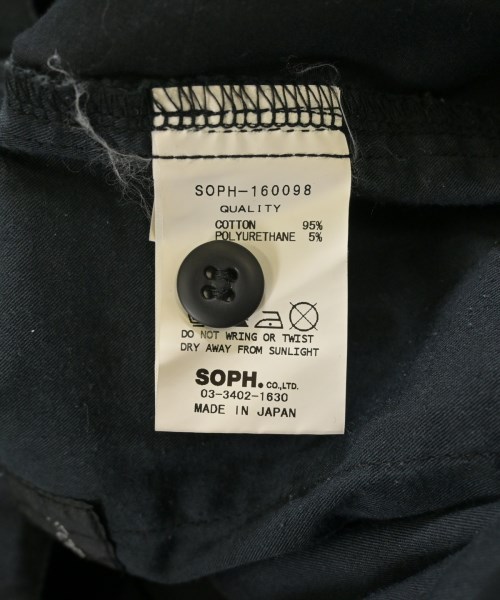 SOPH-160098
QUALITY
COTTON 95%
POLYURETHANE 5%
DO NOT WRING OR TWIST
DRY AWAY FROM SUNLIGHT
SOPH. CO.,LTD.
03-3402-1630
MADE IN JAPAN